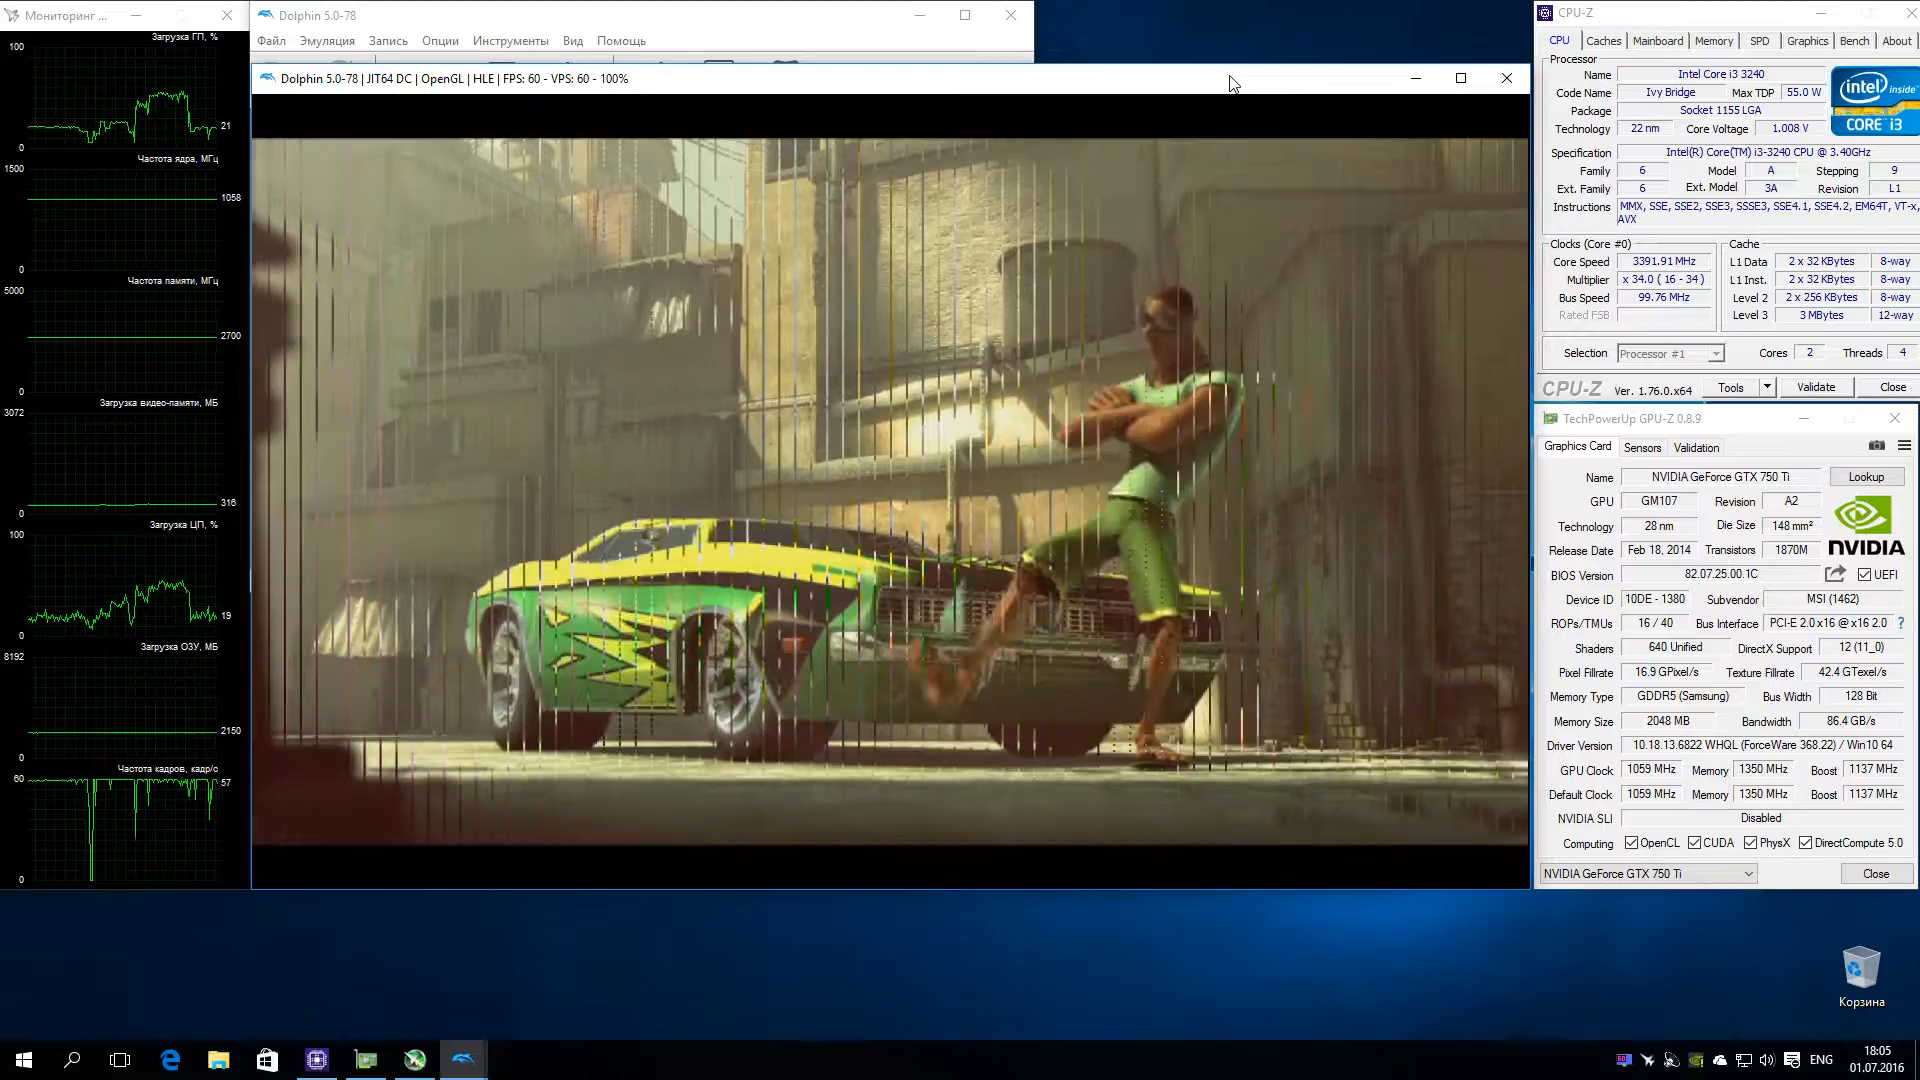 Мониторинг ...
Загрузка ГП, %
100
21
0
Частота ядра, МГц
1500
1058
0
Частота памяти, МГц
5000
2700
0
Загрузка видео-памяти, МБ
3072
316
0
Загрузка ЦП, %
100
19
0
Загрузка ОЗУ, МБ
8192
2150
0
Частота кадров, кадр/с
60
57
0
Dolphin 5.0-78
Файл Эмуляция Запись Опции Инструменты Вид Помощь
Dolphin 5.0-78 | JIT64 DC | OpenGL | HLE | FPS: 60 - VPS: 60 - 100%
CPU-Z
CPU Caches Mainboard Memory SPD Graphics Bench About
Processor
Name Intel Core i3 3240
Code Name Ivy Bridge Max TDP 55.0 W
Package Socket 1155 LGA
Technology 22 nm Core Voltage 1.008 V
intel inside
CORE i3
Specification Intel(R) Core(TM) i3-3240 CPU @ 3.40GHz
Family 6 Model A Stepping 9
Ext. Family 6 Ext. Model 3A Revision L1
Instructions MMX, SSE, SSE2, SSE3, SSSE3, SSE4.1, SSE4.2, EM64T, VT-x,
AVX
Clocks (Core #0)
Core Speed 3391.91 MHz
Multiplier x 34.0 ( 16 - 34 )
Bus Speed 99.76 MHz
Rated FSB
Cache
L1 Data 2 x 32 KBytes 8-way
L1 Inst. 2 x 32 KBytes 8-way
Level 2 2 x 256 KBytes 8-way
Level 3 3 MBytes 12-way
Selection Processor #1 Cores 2 Threads 4
CPU-Z Ver. 1.76.0.x64 Tools Validate Close
TechPowerUp GPU-Z 0.8.9
Graphics Card Sensors Validation
Name NVIDIA GeForce GTX 750 Ti Lookup
GPU GM107 Revision A2
Technology 28 nm Die Size 148 mm²
Release Date Feb 18, 2014 Transistors 1870M
NVIDIA
BIOS Version 82.07.25.00.1C UEFI
Device ID 10DE - 1380 Subvendor MSI (1462)
ROPs/TMUs 16 / 40 Bus Interface PCI-E 2.0 x16 @ x16 2.0 ?
Shaders 640 Unified DirectX Support 12 (11_0)
Pixel Fillrate 16.9 GPixel/s Texture Fillrate 42.4 GTexel/s
Memory Type GDDR5 (Samsung) Bus Width 128 Bit
Memory Size 2048 MB Bandwidth 86.4 GB/s
Driver Version 10.18.13.6822 WHQL (ForceWare 368.22) / Win10 64
GPU Clock 1059 MHz Memory 1350 MHz Boost 1137 MHz
Default Clock 1059 MHz Memory 1350 MHz Boost 1137 MHz
NVIDIA SLI Disabled
Computing OpenCL CUDA PhysX DirectCompute 5.0
NVIDIA GeForce GTX 750 Ti Close
Корзина
ENG
18:05
01.07.2016